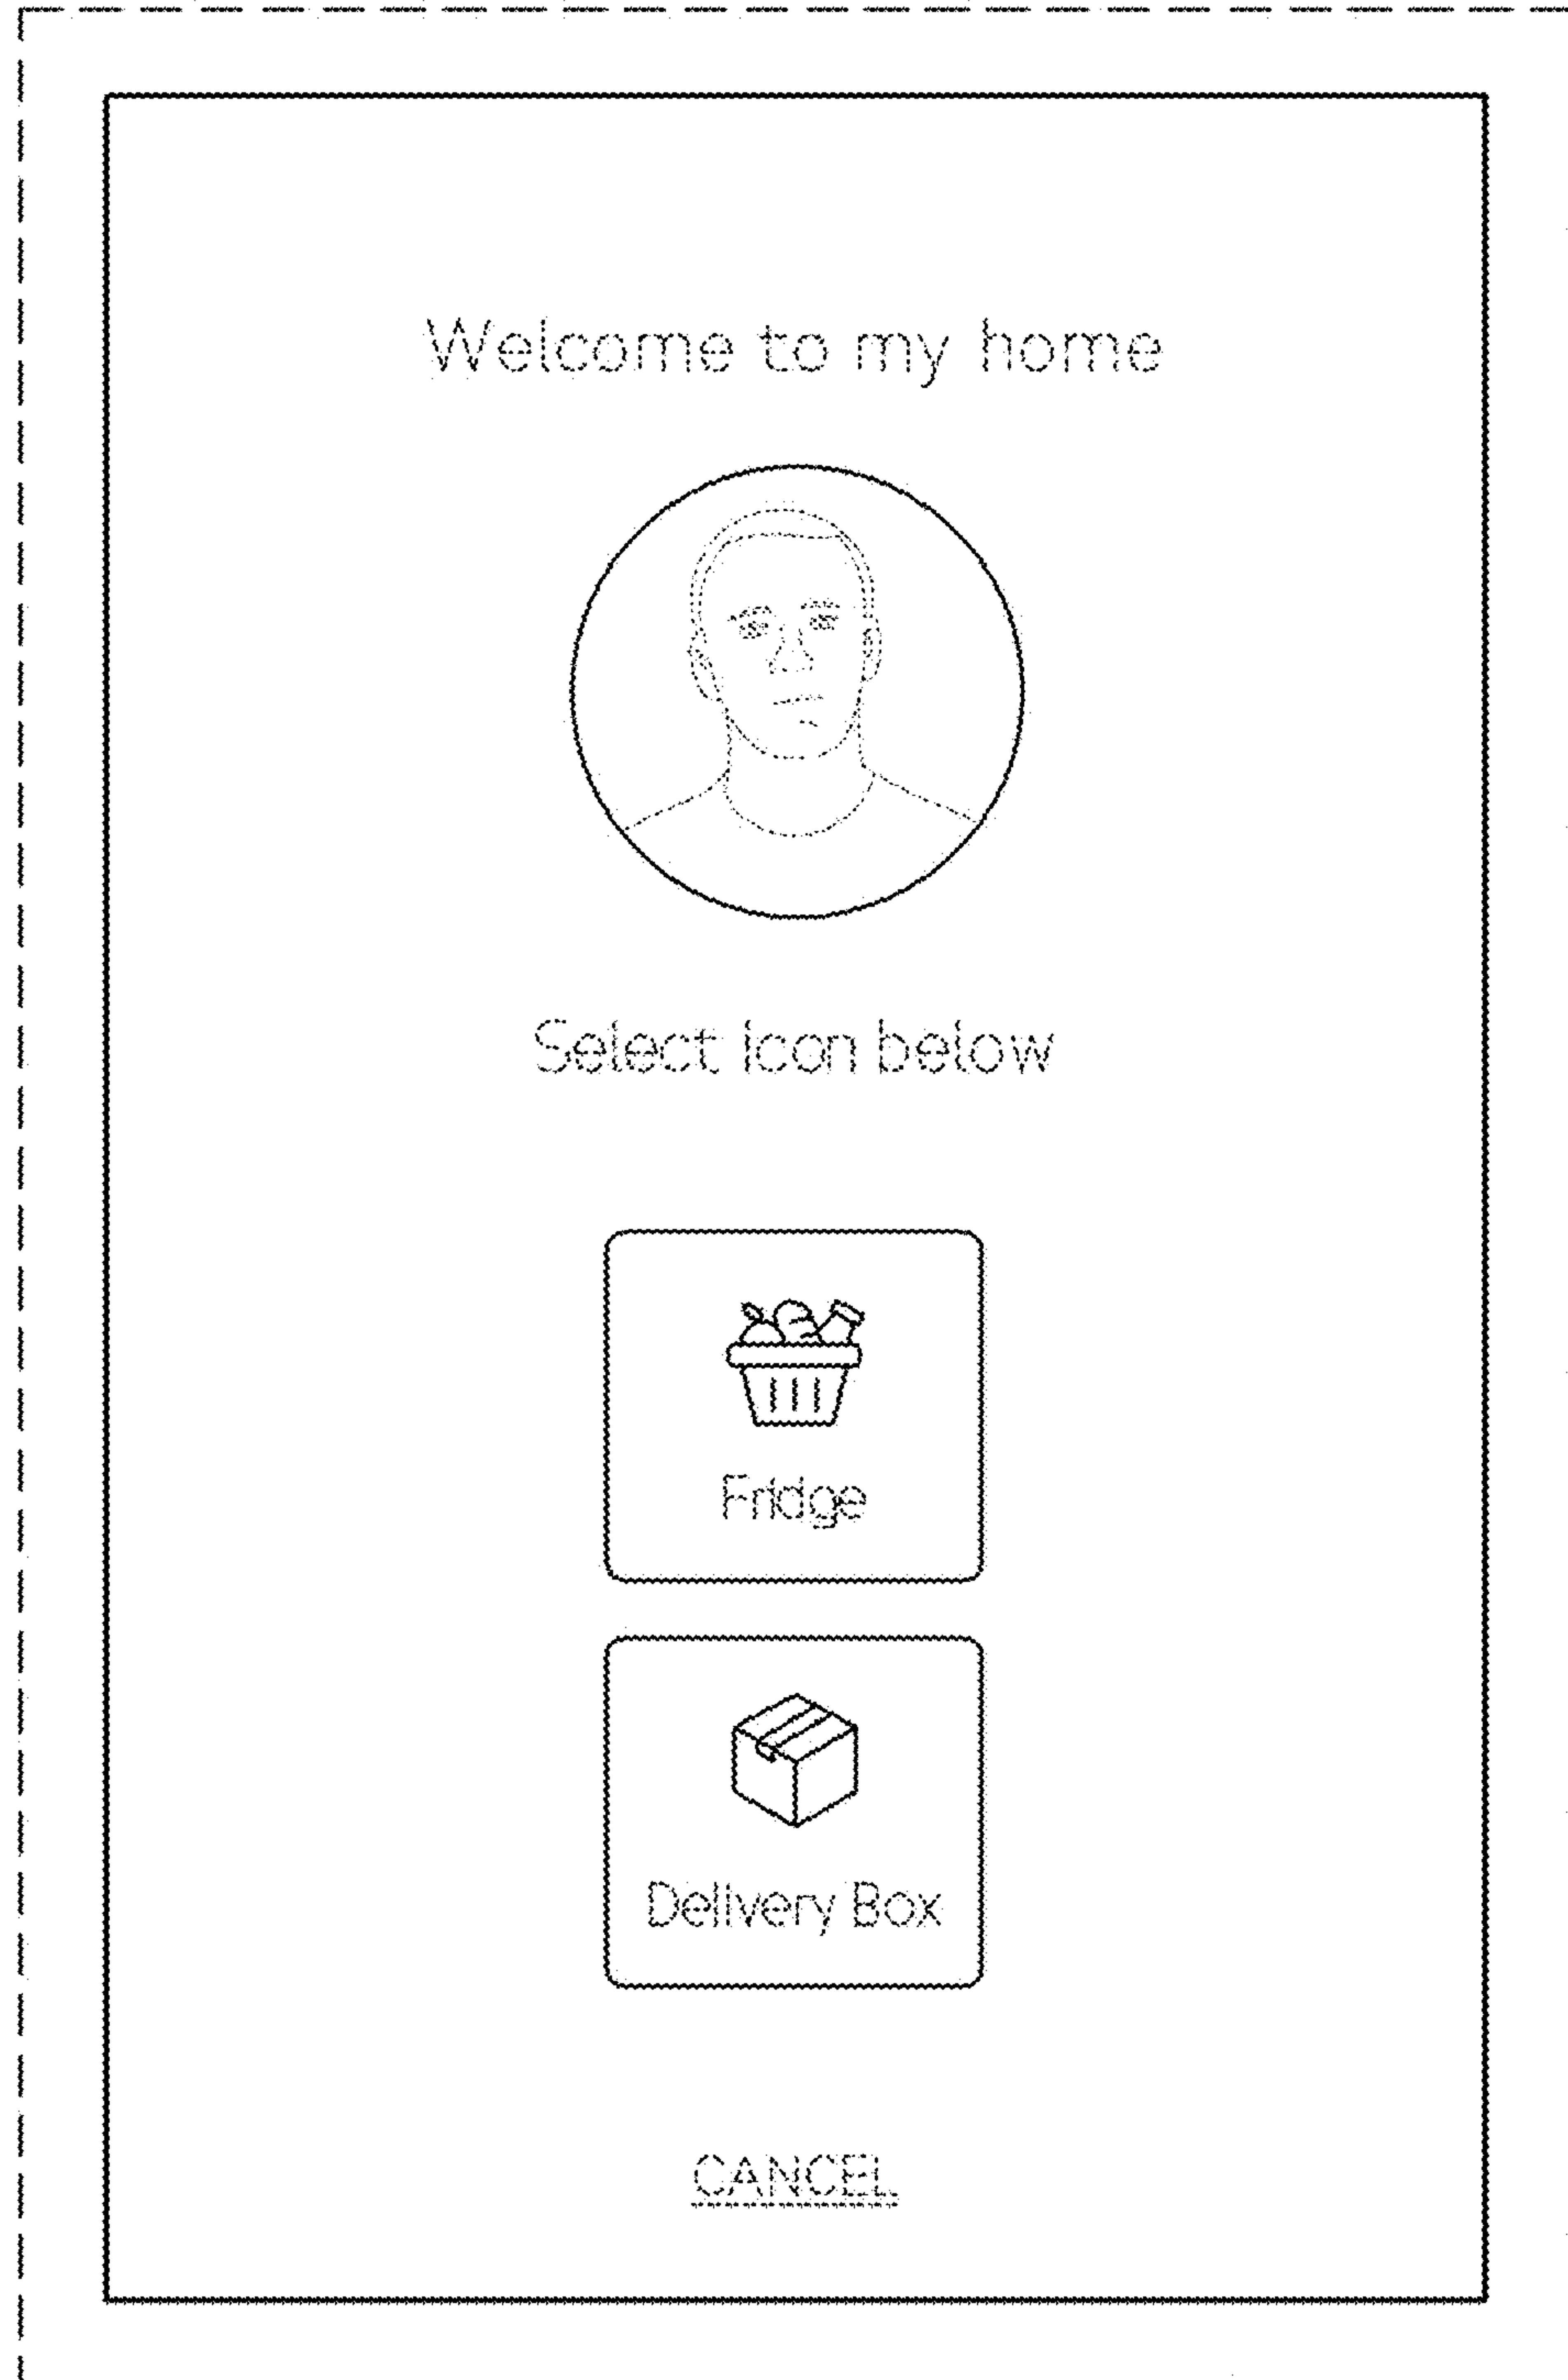 Welcome to my home
Select icon below
Fridge
Delivery Box
CANCEL